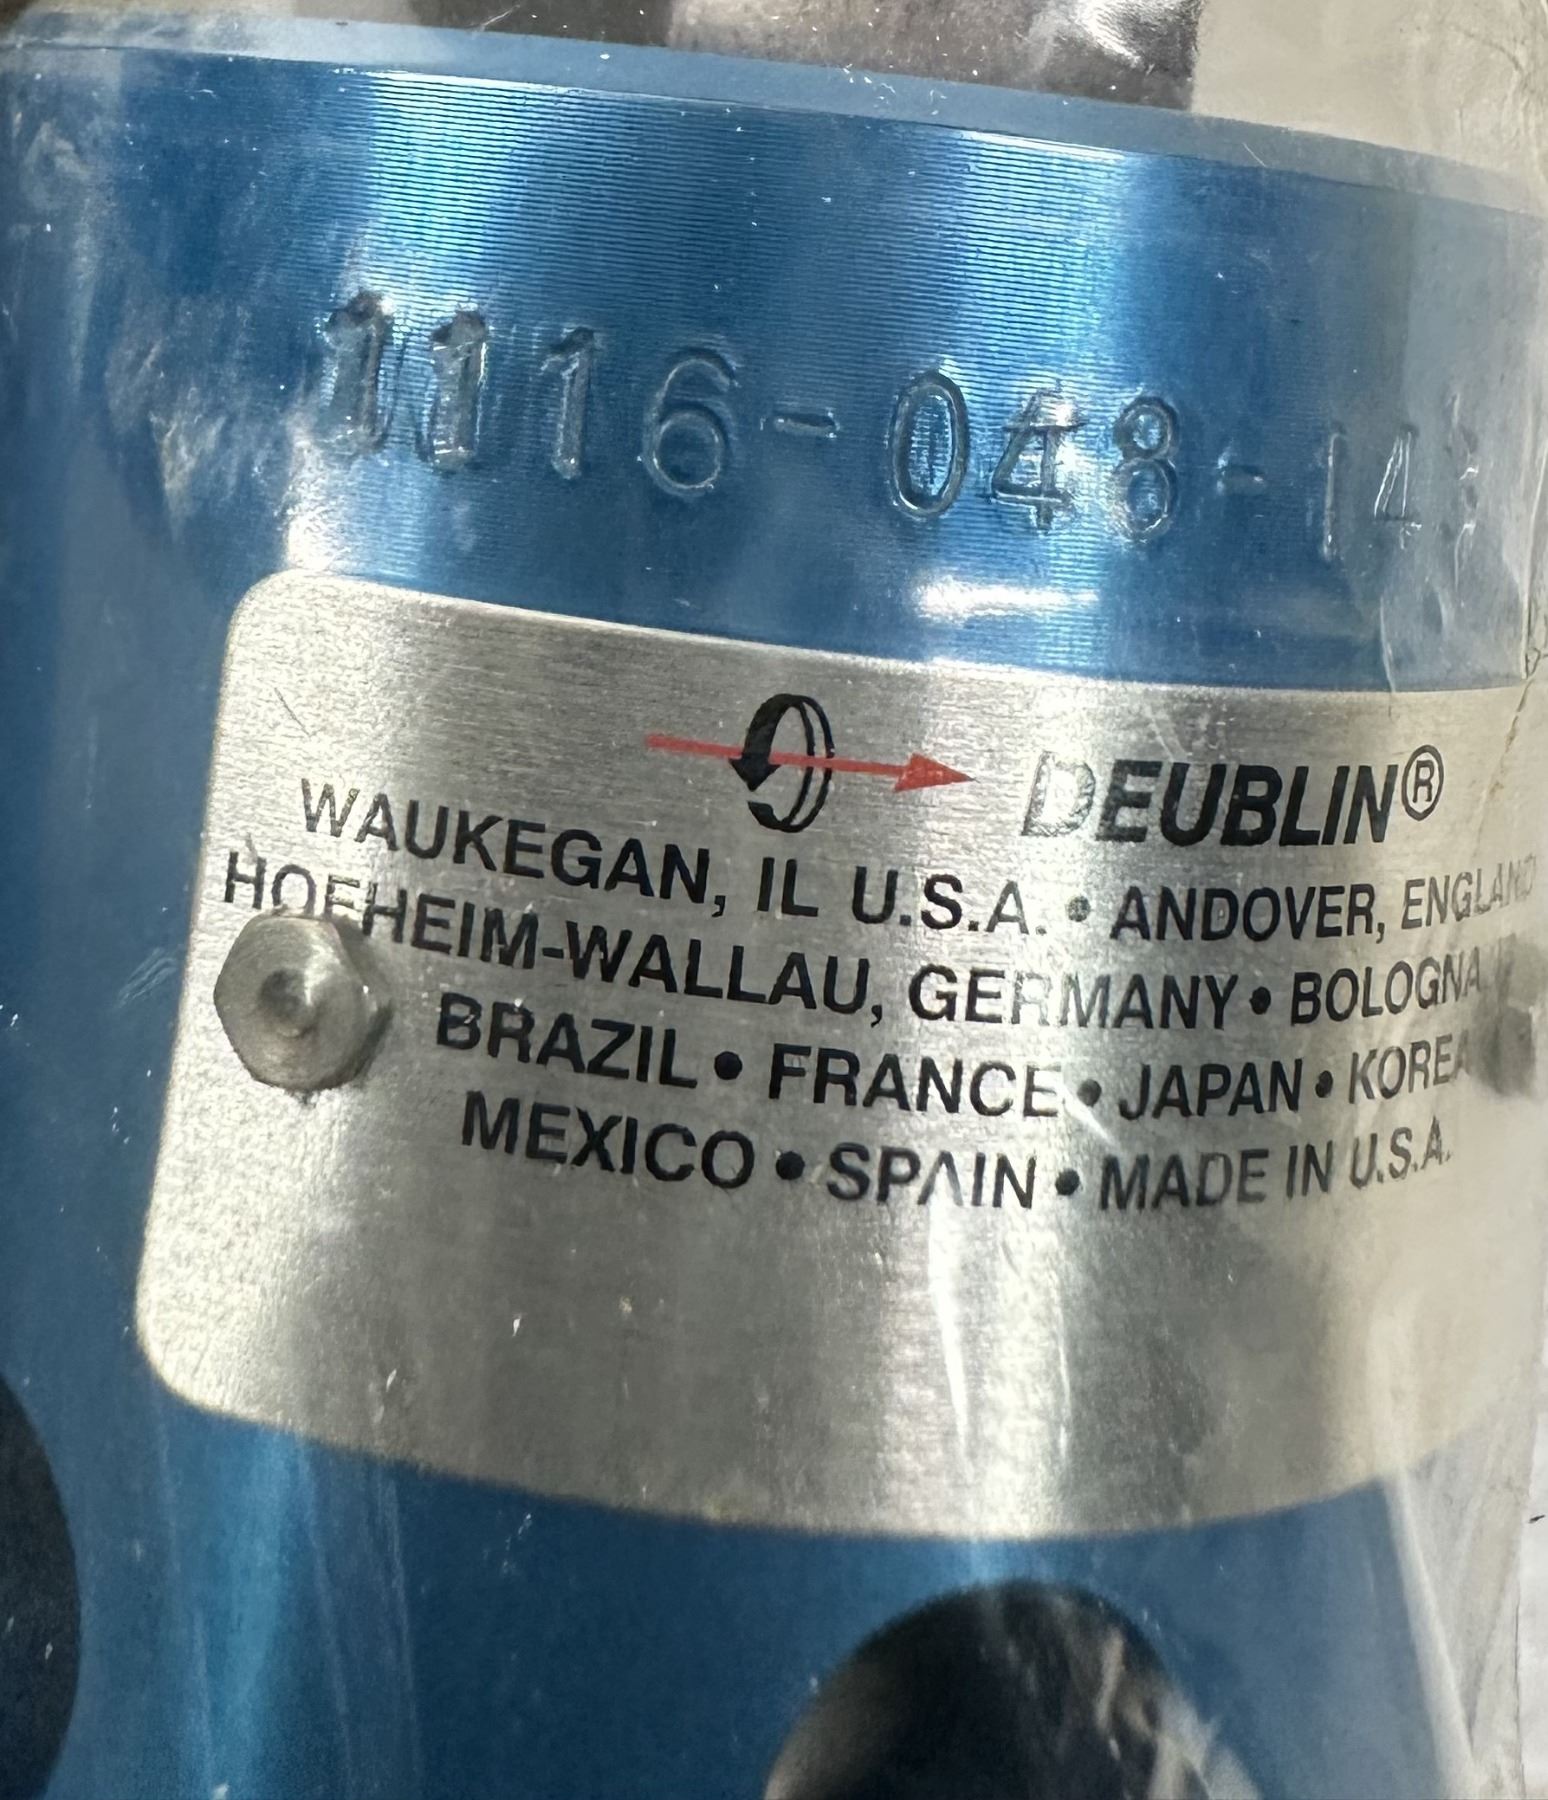 1116-048-14
DEUBLIN®
WAUKEGAN, IL U.S.A. • ANDOVER, ENGLAND
HOFHEIM-WALLAU, GERMANY • BOLOGNA
BRAZIL • FRANCE • JAPAN • KOREA
MEXICO • SPAIN • MADE IN U.S.A.